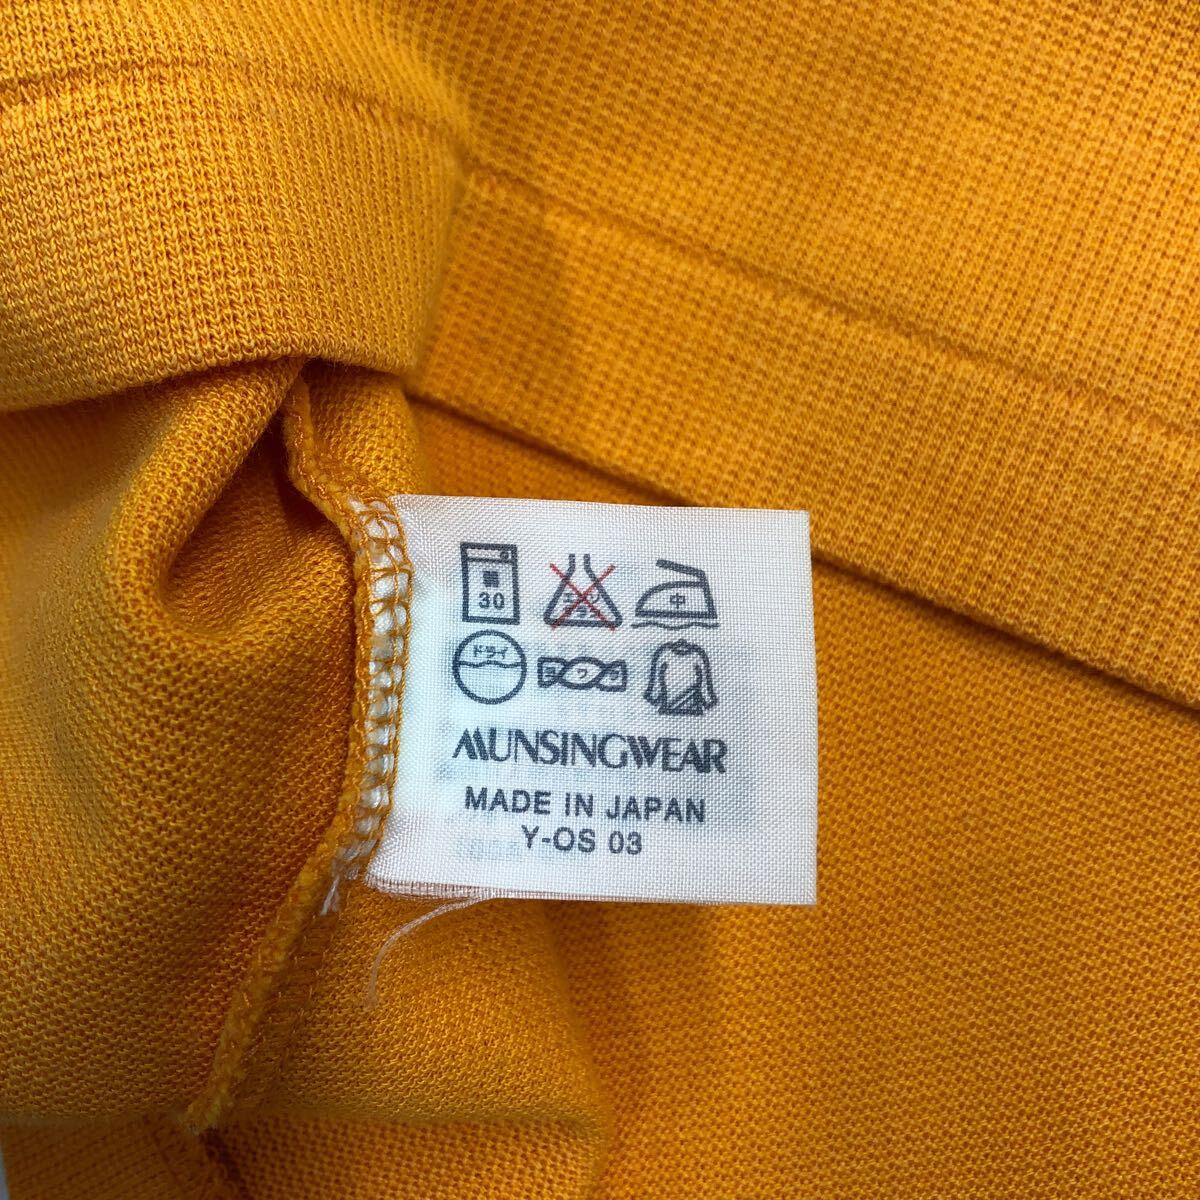 30
中
ドライ
MUNSINGWEAR
MADE IN JAPAN
Y-OS 03